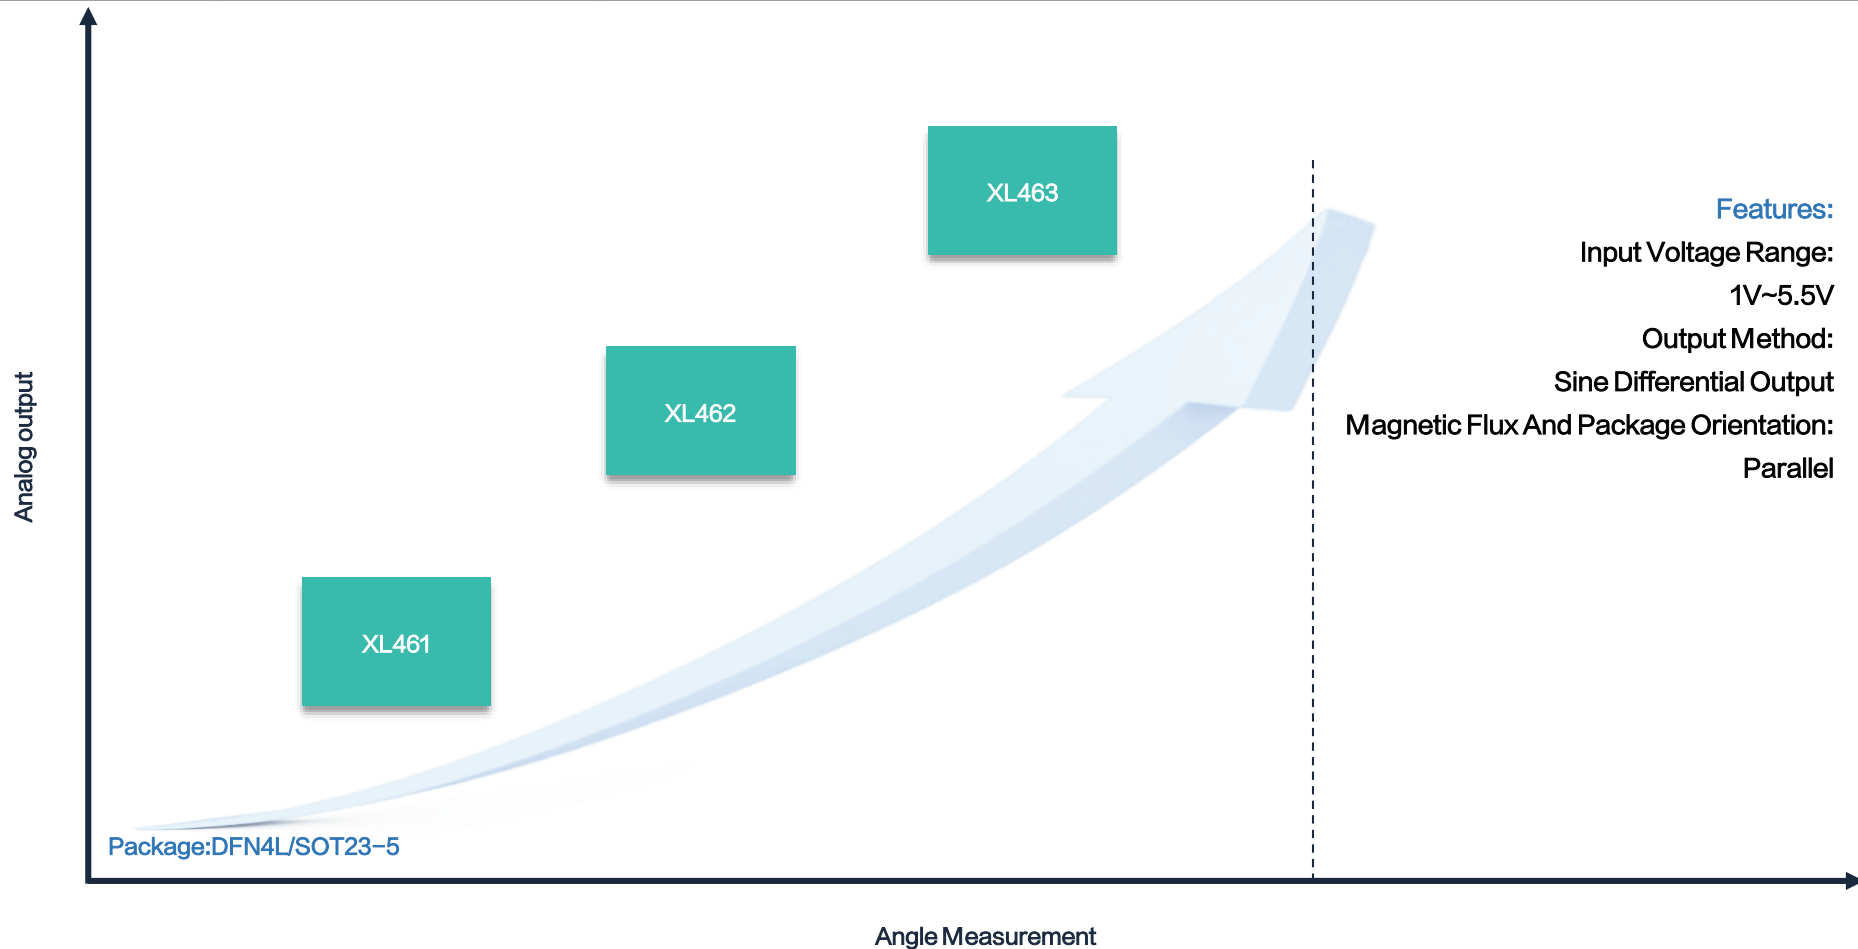 XL463
Features:
Input Voltage Range:
1V~5.5V
Output Method:
Sine Differential Output
Magnetic Flux And Package Orientation:
Parallel
XL462
Analog output
XL461
Package:DFN4L/SOT23-5
Angle Measurement